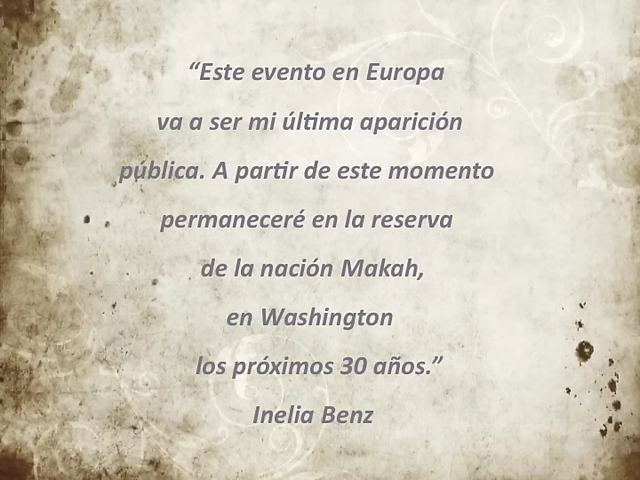 “Este evento en Europa
va a ser mi última aparición
pública. A partir de este momento
permaneceré en la reserva
de la nación Makah,
en Washington
los próximos 30 años.”
Inelia Benz